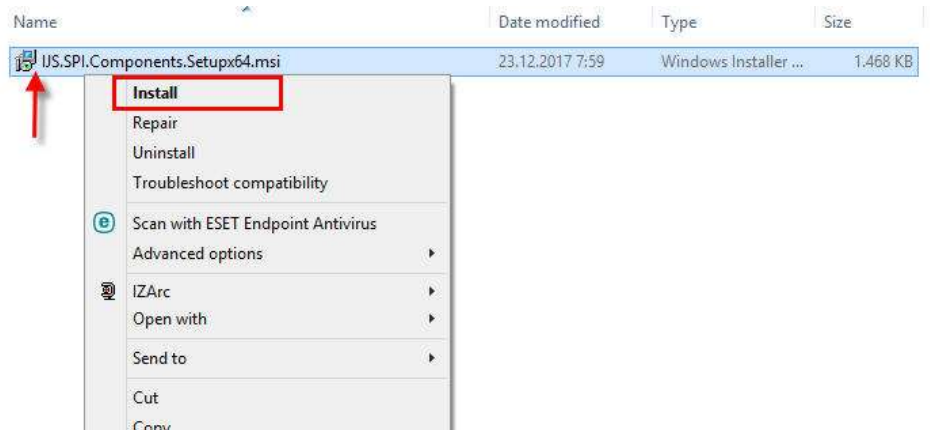 Name Date modified Type Size
IJS.SPI.Components.Setupx64.msi 23.12.2017 7:59 Windows Installer ... 1.468 KB
Install
Repair
Uninstall
Troubleshoot compatibility
Scan with ESET Endpoint Antivirus
Advanced options
IZArc
Open with
Send to
Cut
Copy